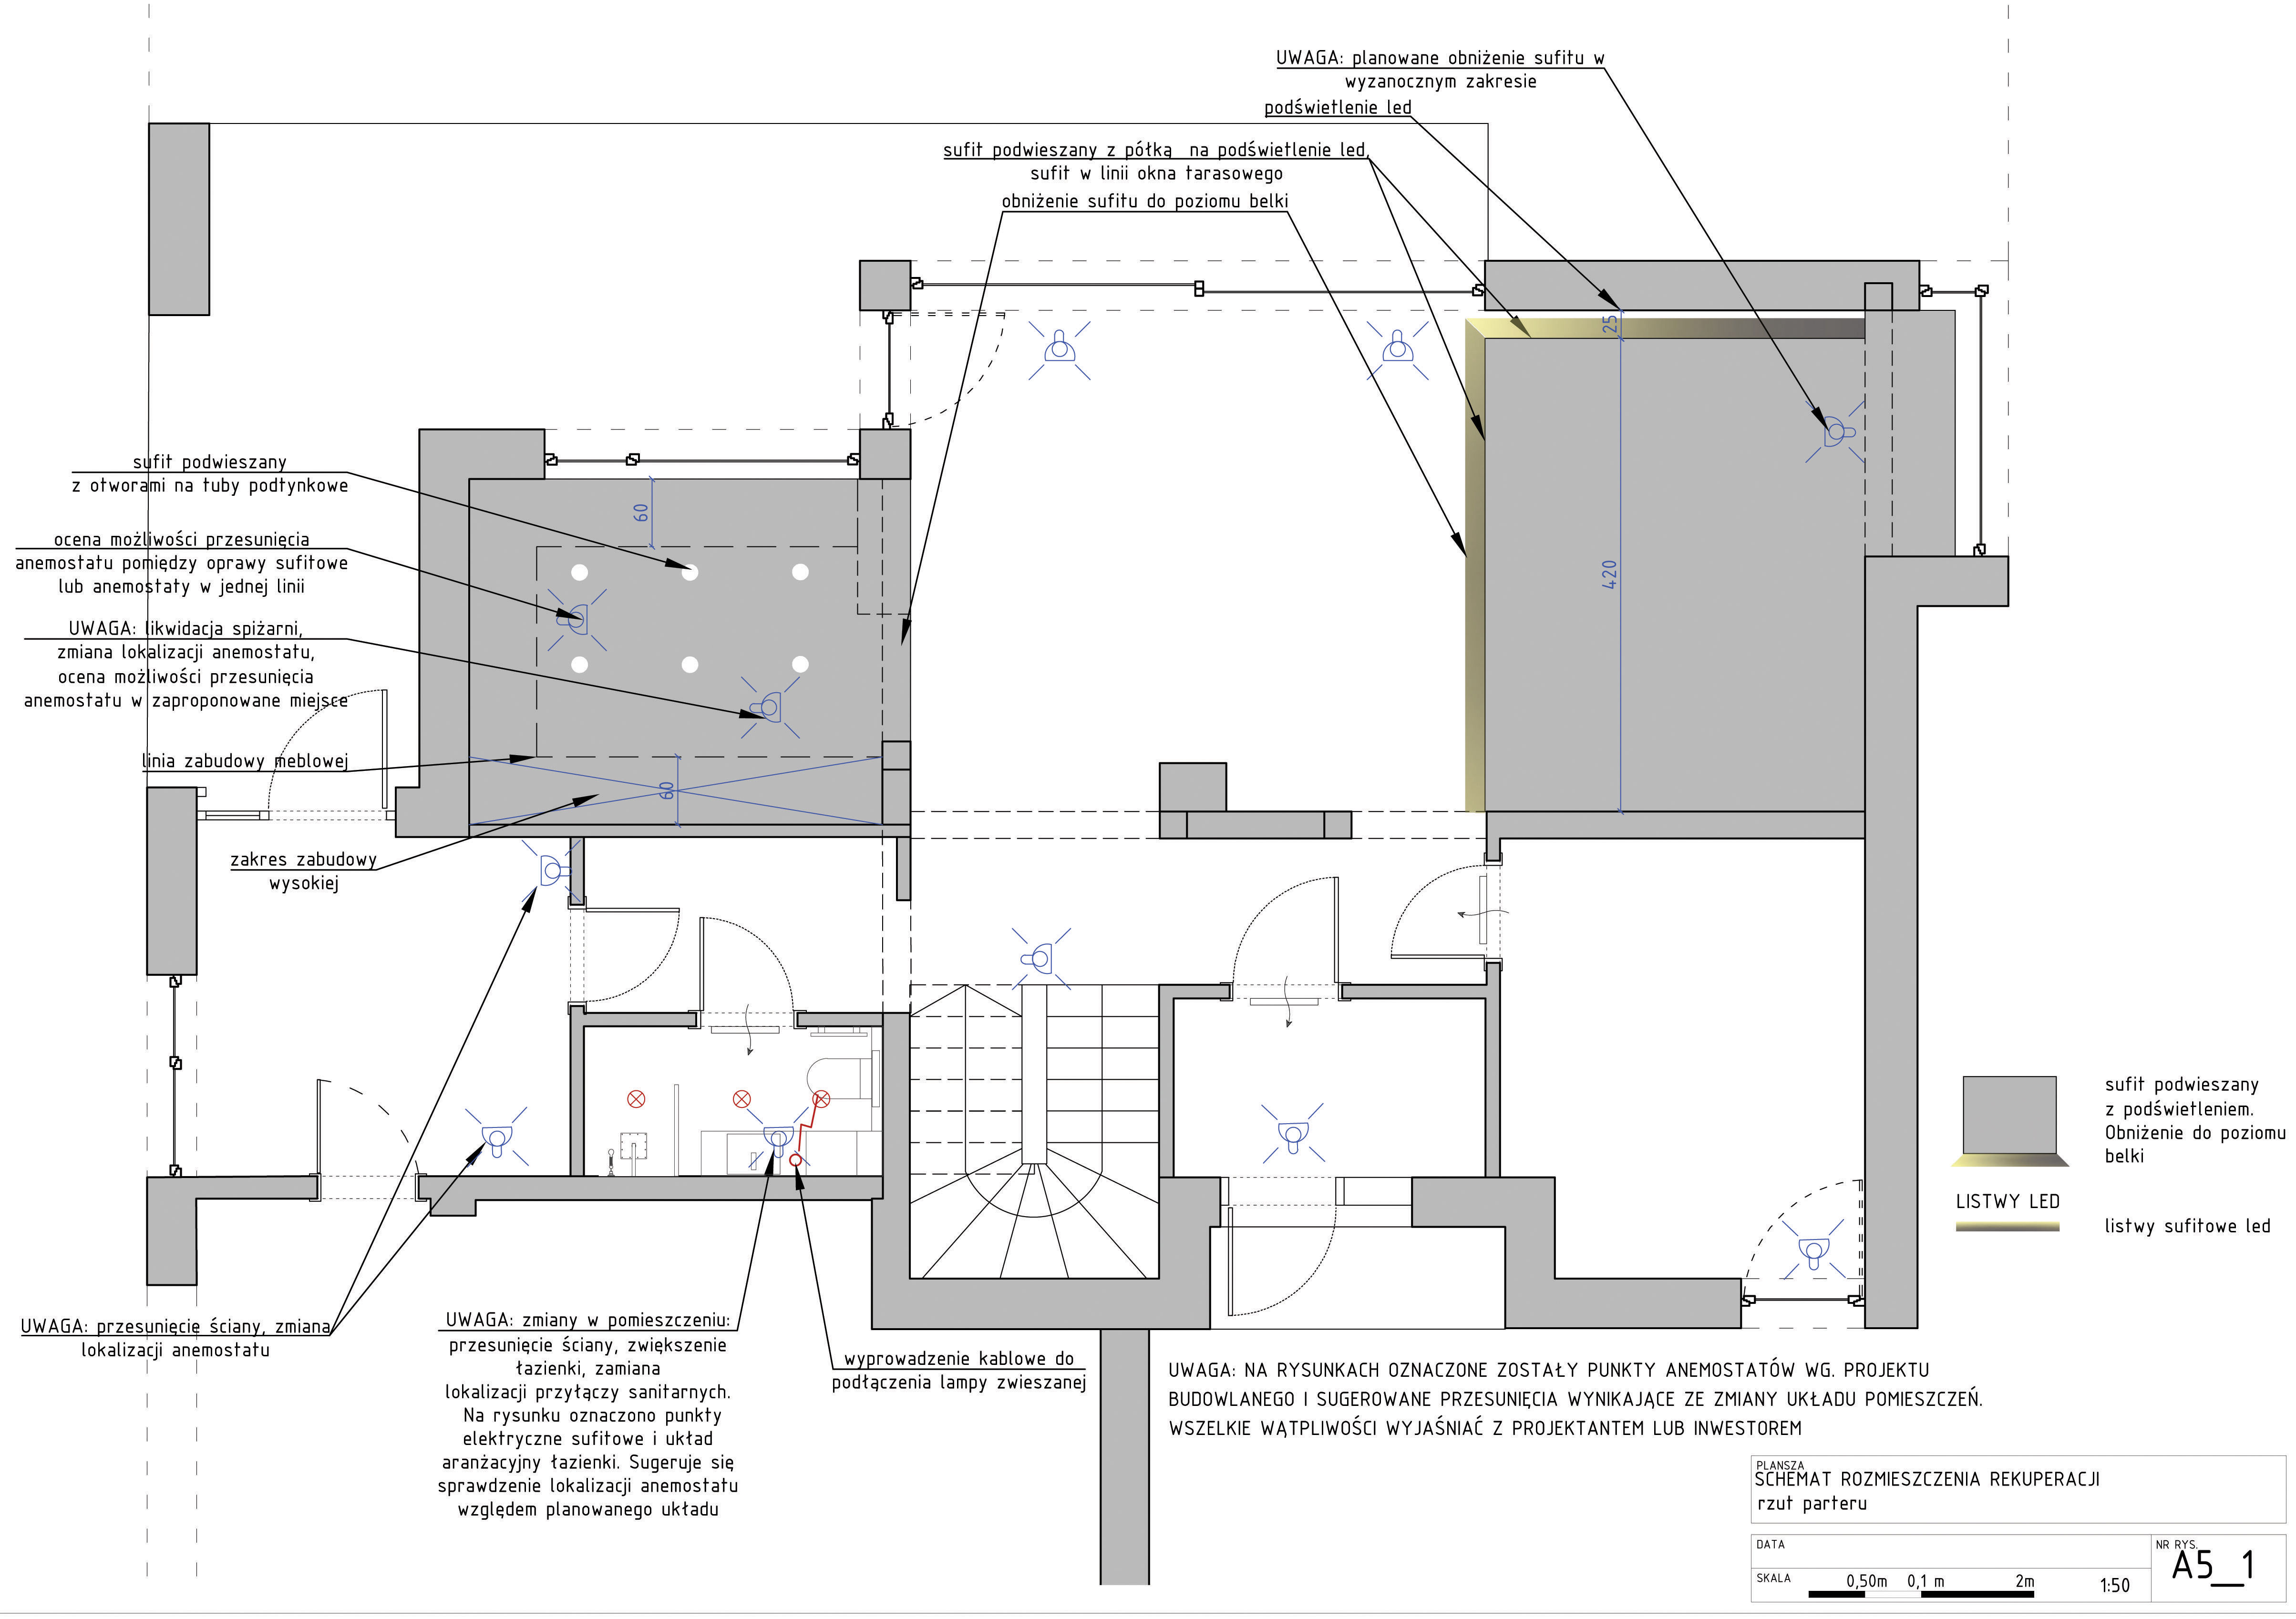 UWAGA: planowane obniżenie sufitu w
wyzanocznym zakresie
podświetlenie led
sufit podwieszany z półką na podświetlenie led,
sufit w linii okna tarasowego
obniżenie sufitu do poziomu belki
25
420
60
60
sufit podwieszany
z otworami na tuby podtynkowe
ocena możliwości przesunięcia
anemostatu pomiędzy oprawy sufitowe
lub anemostaty w jednej linii
UWAGA: likwidacja spiżarni,
zmiana lokalizacji anemostatu,
ocena możliwości przesunięcia
anemostatu w zaproponowane miejsce
linia zabudowy meblowej
zakres zabudowy
wysokiej
UWAGA: przesunięcie ściany, zmiana
lokalizacji anemostatu
UWAGA: zmiany w pomieszczeniu:
przesunięcie ściany, zwiększenie
łazienki, zamiana
lokalizacji przyłączy sanitarnych.
Na rysunku oznaczono punkty
elektryczne sufitowe i układ
aranżacyjny łazienki. Sugeruje się
sprawdzenie lokalizacji anemostatu
względem planowanego układu
wyprowadzenie kablowe do
podłączenia lampy zwieszanej
sufit podwieszany
z podświetleniem.
Obniżenie do poziomu
belki
LISTWY LED
listwy sufitowe led
UWAGA: NA RYSUNKACH OZNACZONE ZOSTAŁY PUNKTY ANEMOSTATÓW WG. PROJEKTU
BUDOWLANEGO I SUGEROWANE PRZESUNIĘCIA WYNIKAJĄCE ZE ZMIANY UKŁADU POMIESZCZEŃ.
WSZELKIE WĄTPLIWOŚCI WYJAŚNIAĆ Z PROJEKTANTEM LUB INWESTOREM
PLANSZA
SCHEMAT ROZMIESZCZENIA REKUPERACJI
rzut parteru
DATA
NR RYS.
A5__1
SKALA
0,50m 0,1 m 2m
1:50